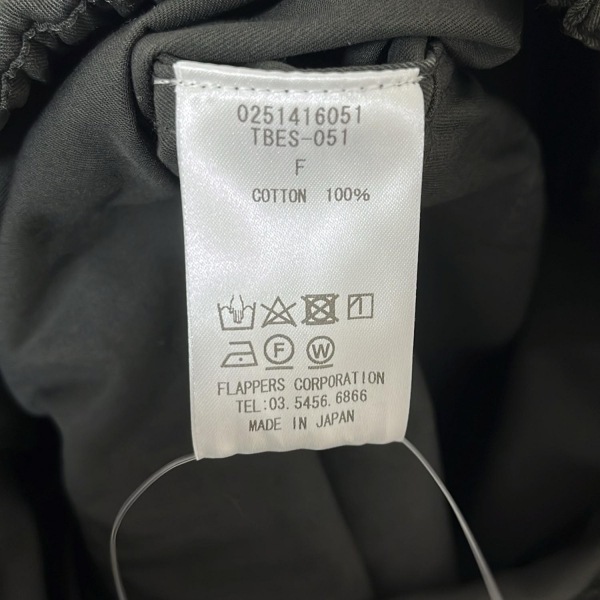 0251416051
TBES-051
F
COTTON 100%
F W
FLAPPERS CORPORATION
TEL:03.5456.6866
MADE IN JAPAN